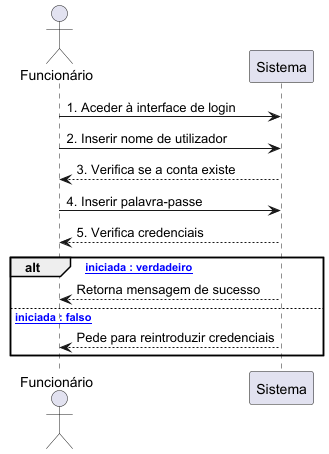 Funcionário
Sistema
1. Aceder à interface de login
2. Inserir nome de utilizador
3. Verifica se a conta existe
4. Inserir palavra-passe
5. Verifica credenciais
alt
iniciada : verdadeiro
Retorna mensagem de sucesso
iniciada : falso
Pede para reintroduzir credenciais
Funcionário
Sistema